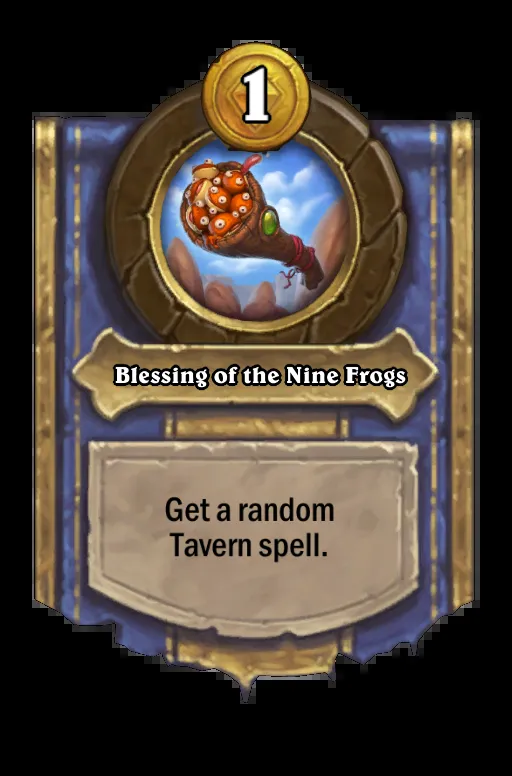 1
Blessing of the Nine Frogs
Get a random
Tavern spell.